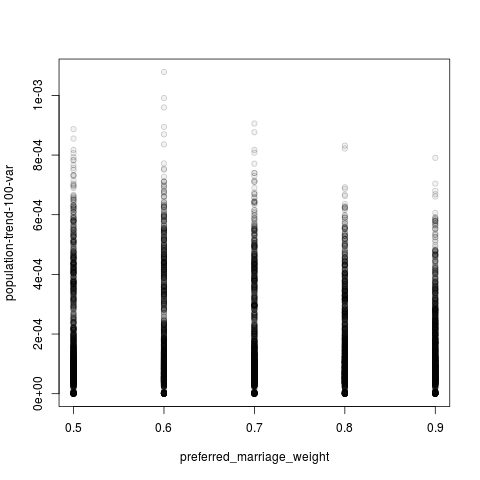 population-trend-100-var
1e-03
8e-04
6e-04
4e-04
2e-04
0e+00
0.5 0.6 0.7 0.8 0.9
preferred_marriage_weight